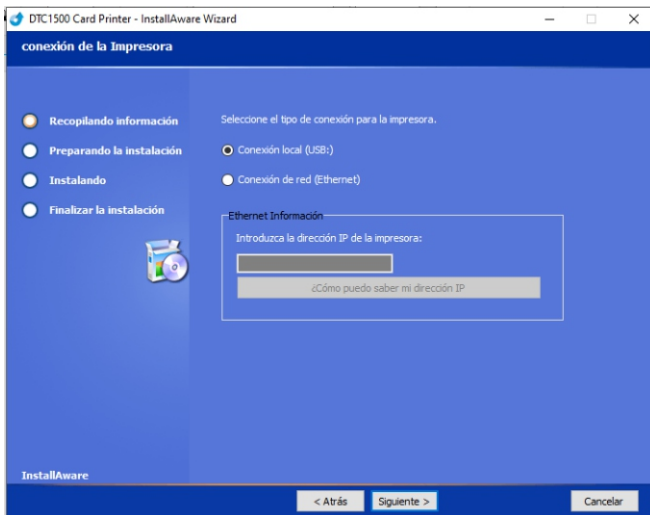 DTC1500 Card Printer - InstallAware Wizard
conexión de la Impresora
Recopilando información
Preparando la instalación
Instalando
Finalizar la instalación
Seleccione el tipo de conexión para la impresora.
Conexión local (USB:)
Conexión de red (Ethernet)
Ethernet Información
Introduzca la dirección IP de la impresora:
¿Cómo puedo saber mi dirección IP
InstallAware
< Atrás
Siguiente >
Cancelar